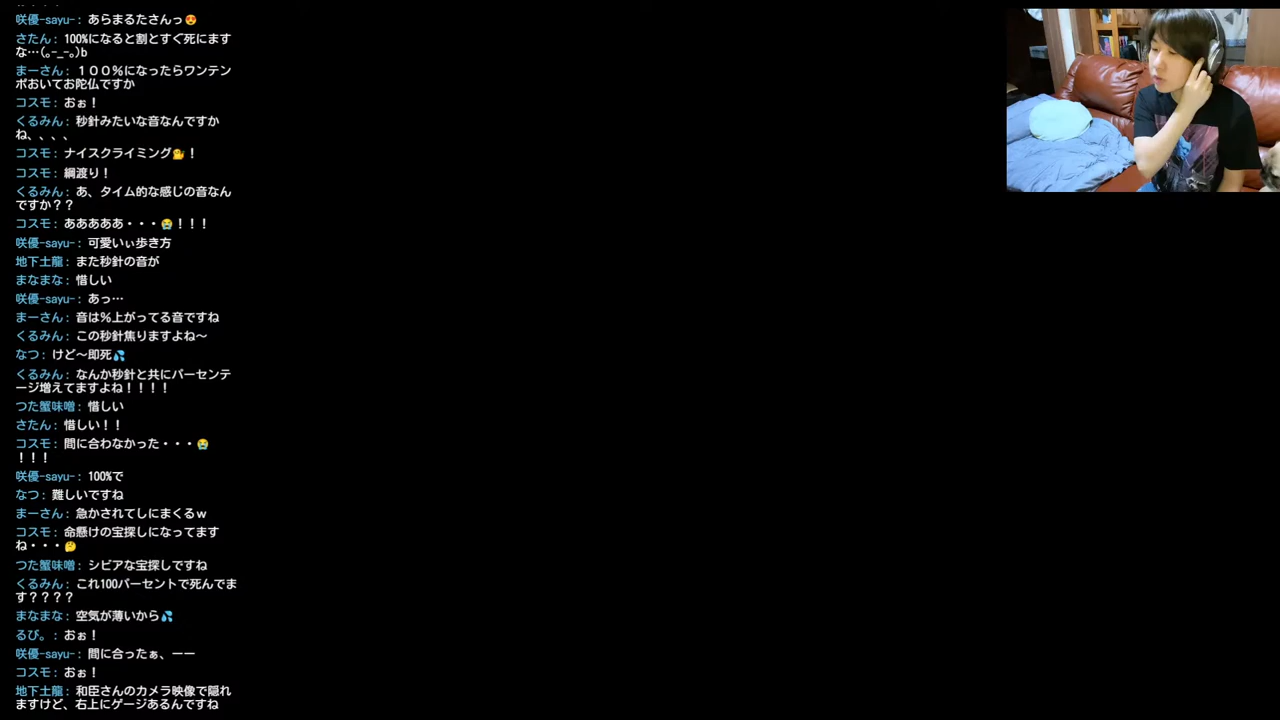 咲優-sayu-: あらまるたさんっ😍
さたん: 100%になると割とすぐ死にます
な…(｡-_-｡)b
まーさん: １００%になったらワンテン
ポおいてお陀仏ですか
コスモ: おぉ！
くるみん: 秒針みたいな音なんですか
ね、、、、
コスモ: ナイスクライミング🧗！
コスモ: 綱渡り！
くるみん: あ、タイム的な感じの音なん
ですか？？
コスモ: あああああ・・・😭！！！
咲優-sayu-: 可愛いぃ歩き方
地下土龍: また秒針の音が
まなまな: 惜しい
咲優-sayu-: あっ…
まーさん: 音は%上がってる音ですね
くるみん: この秒針焦りますよね〜
なつ: けど〜即死💦
くるみん: なんか秒針と共にパーセンテ
ージ増えてますよね！！！！
つた蟹味噌: 惜しい
さたん: 惜しい！！
コスモ: 間に合わなかった・・・😭
！！！
咲優-sayu-: 100%で
なつ: 難しいですね
まーさん: 急かされてしにまくるｗ
コスモ: 命懸けの宝探しになってます
ね・・・🤔
つた蟹味噌: シビアな宝探しですね
くるみん: これ100パーセントで死んでま
す？？？？
まなまな: 空気が薄いから💦
るぴ。: おぉ！
咲優-sayu-: 間に合ったぁ、ーー
コスモ: おぉ！
地下土龍: 和臣さんのカメラ映像で隠れ
ますけど、右上にゲージあるんですね